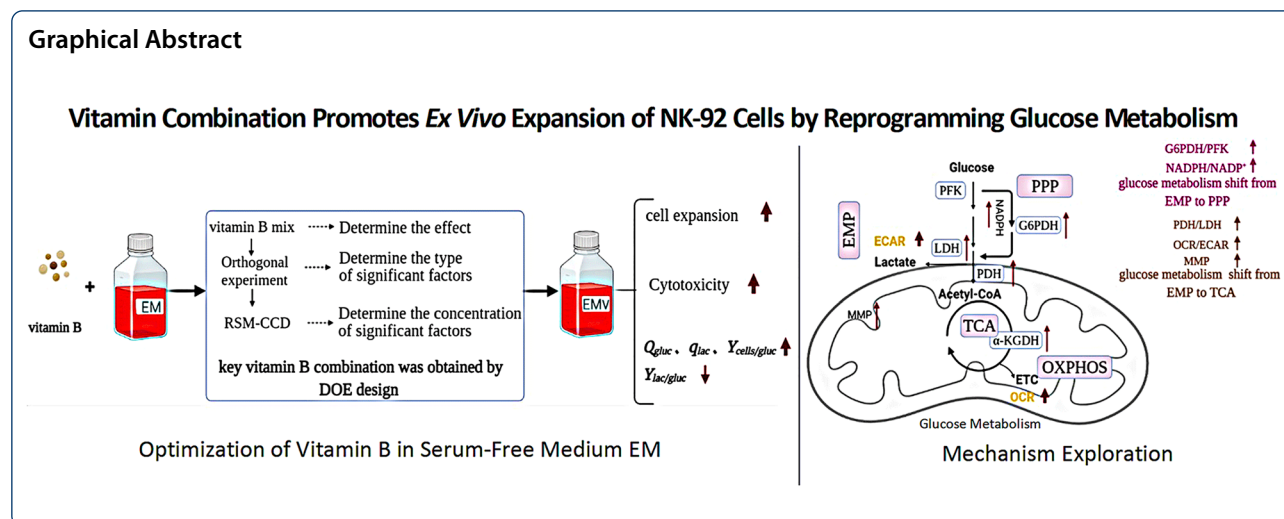 Graphical Abstract
Vitamin Combination Promotes Ex Vivo Expansion of NK-92 Cells by Reprogramming Glucose Metabolism
vitamin B
+
EM
vitamin B mix
Determine the effect
Orthogonal
experiment
Determine the type
of significant factors
RSM-CCD
Determine the concentration
of significant factors
key vitamin B combination was obtained by
DOE design
EMv
cell expansion
Cytotoxicity
Qgluc、 qlac、 Ycells/gluc
Ylac/gluc
Optimization of Vitamin B in Serum-Free Medium EM
Glucose
PFK
PPP
NADPH
G6PDH
EMP
ECAR
LDH
Lactate
PDH
Acetyl-CoA
MMP
TCA
α-KGDH
ETC
OXPHOS
OCR
Glucose Metabolism
G6PDH/PFK
NADPH/NADP⁺
glucose metabolism shift from
EMP to PPP
PDH/LDH
OCR/ECAR
MMP
glucose metabolism shift from
EMP to TCA
Mechanism Exploration